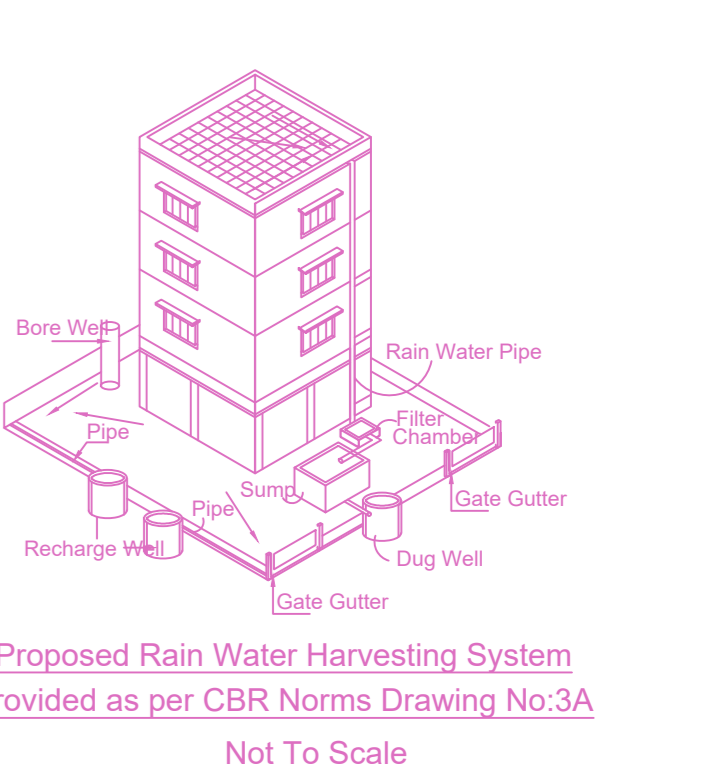 Bore Well
Rain Water Pipe
Filter
Chamber
Pipe
Sump
Pipe
Gate Gutter
Recharge Well
Dug Well
Gate Gutter
Proposed Rain Water Harvesting System
rovided as per CBR Norms Drawing No:3A
Not To Scale